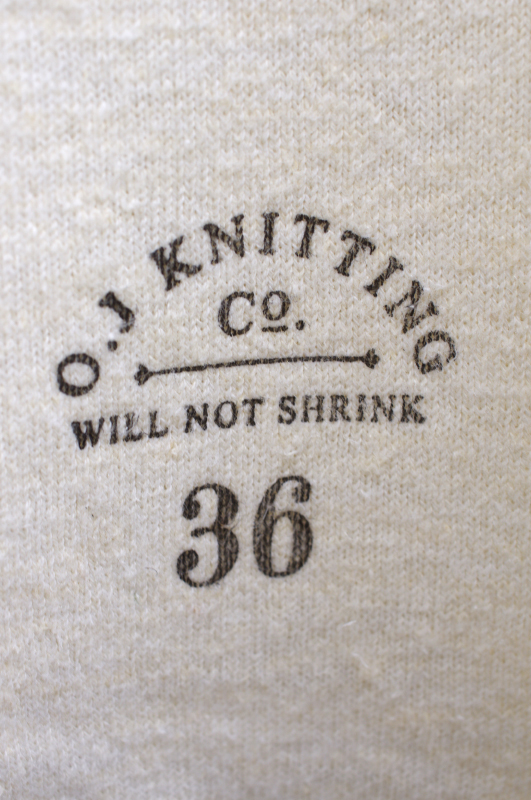 O.J KNITTING
Co.
WILL NOT SHRINK
36